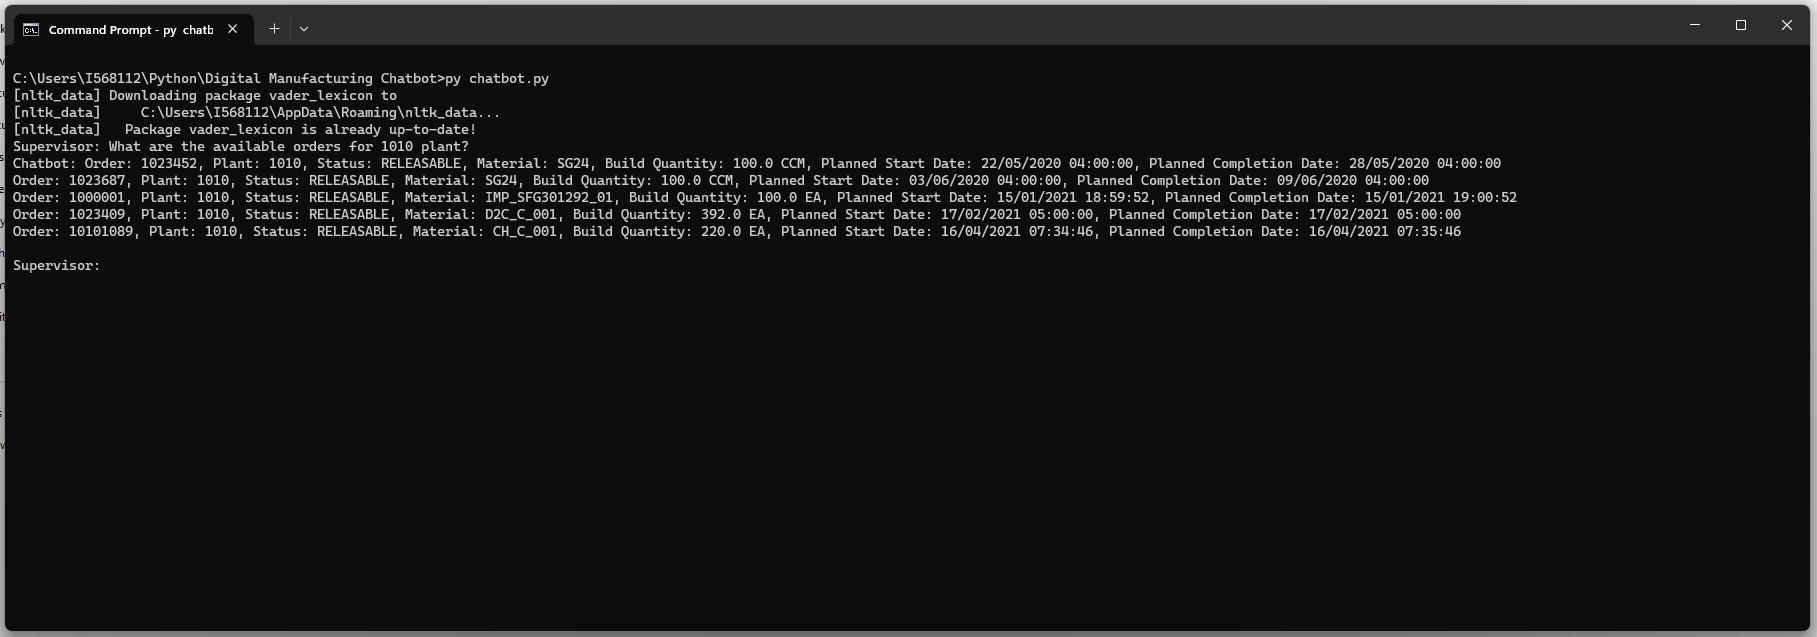 Command Prompt - py chatb
C:\Users\I568112\Python\Digital Manufacturing Chatbot>py chatbot.py
[nltk_data] Downloading package vader_lexicon to
[nltk_data]     C:\Users\I568112\AppData\Roaming\nltk_data...
[nltk_data]   Package vader_lexicon is already up-to-date!
Supervisor: What are the available orders for 1010 plant?
Chatbot: Order: 1023452, Plant: 1010, Status: RELEASABLE, Material: SG24, Build Quantity: 100.0 CCM, Planned Start Date: 22/05/2020 04:00:00, Planned Completion Date: 28/05/2020 04:00:00
Order: 1023687, Plant: 1010, Status: RELEASABLE, Material: SG24, Build Quantity: 100.0 CCM, Planned Start Date: 03/06/2020 04:00:00, Planned Completion Date: 09/06/2020 04:00:00
Order: 1000001, Plant: 1010, Status: RELEASABLE, Material: IMP_SFG301292_01, Build Quantity: 100.0 EA, Planned Start Date: 15/01/2021 18:59:52, Planned Completion Date: 15/01/2021 19:00:52
Order: 1023409, Plant: 1010, Status: RELEASABLE, Material: D2C_C_001, Build Quantity: 392.0 EA, Planned Start Date: 17/02/2021 05:00:00, Planned Completion Date: 17/02/2021 05:00:00
Order: 10101089, Plant: 1010, Status: RELEASABLE, Material: CH_C_001, Build Quantity: 220.0 EA, Planned Start Date: 16/04/2021 07:34:46, Planned Completion Date: 16/04/2021 07:35:46
Supervisor: